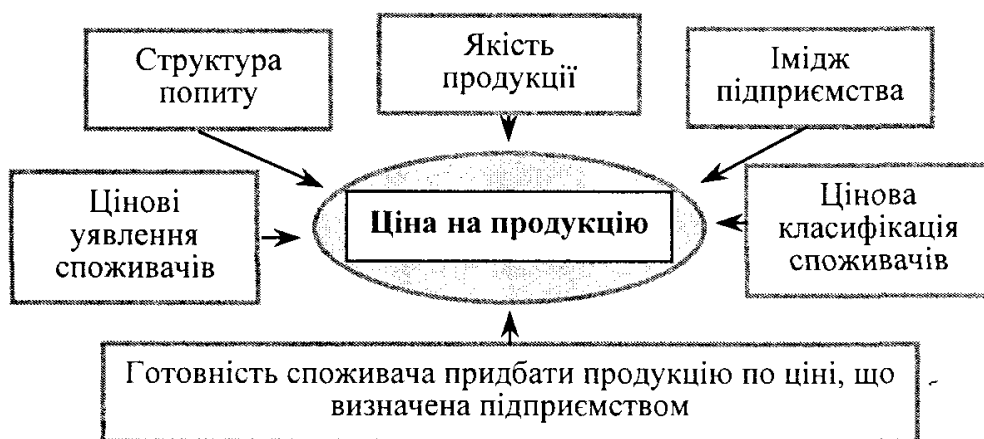 Структура
попиту
Якість
продукції
Імідж
підприємства
Цінові
уявлення
споживачів
Ціна на продукцію
Цінова
класифікація
споживачів
Готовність споживача придбати продукцію по ціні, що
визначена підприємством